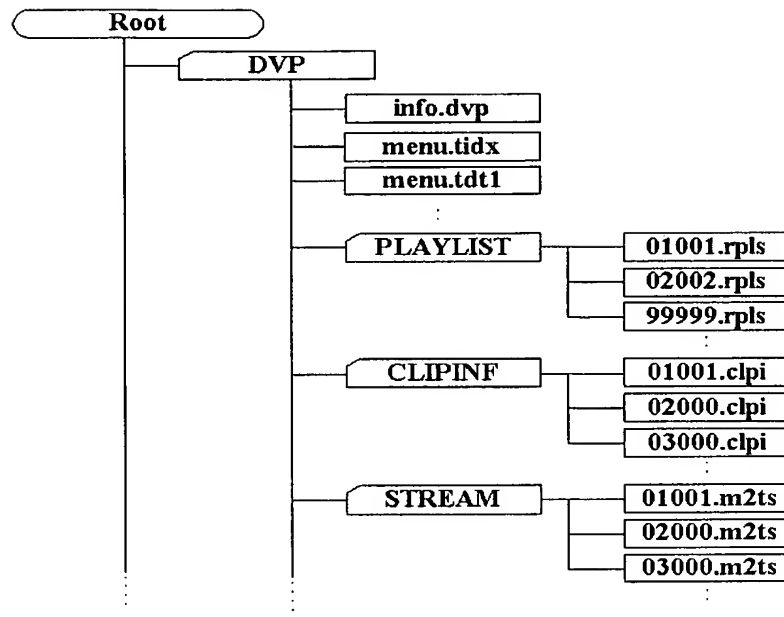 Root
DVP
info.dvp
menu.tidx
menu.tdt1
PLAYLIST
01001.rpls
02002.rpls
99999.rpls
CLIPINF
01001.clpi
02000.clpi
03000.clpi
STREAM
01001.m2ts
02000.m2ts
03000.m2ts